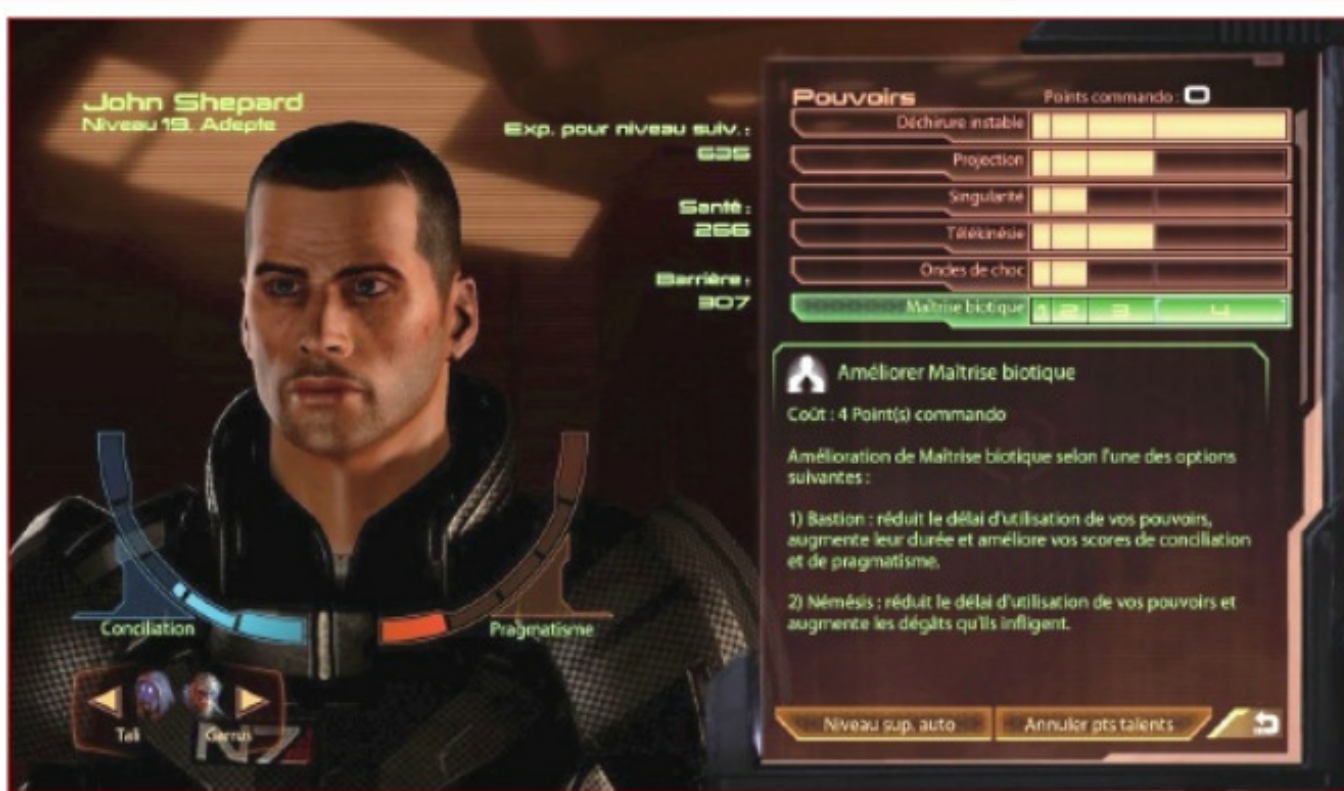 John Shepard
Niveau 19. Adepte
Exp. pour niveau suiv. :
635
Santé :
266
Barrière :
307
Conciliation
Pragmatisme
Tali
Garrus
N7
Pouvoirs
Points commando : 0
Déchirure instable
Projection
Singularité
Télékinésie
Ondes de choc
Maîtrise biotique 1 2 3 4
Améliorer Maîtrise biotique
Coût : 4 Point(s) commando
Amélioration de Maîtrise biotique selon l'une des options
suivantes :
1) Bastion : réduit le délai d'utilisation de vos pouvoirs,
augmente leur durée et améliore vos scores de conciliation
et de pragmatisme.
2) Némésis : réduit le délai d'utilisation de vos pouvoirs et
augmente les dégâts qu'ils infligent.
Niveau sup. auto
Annuler pts talents